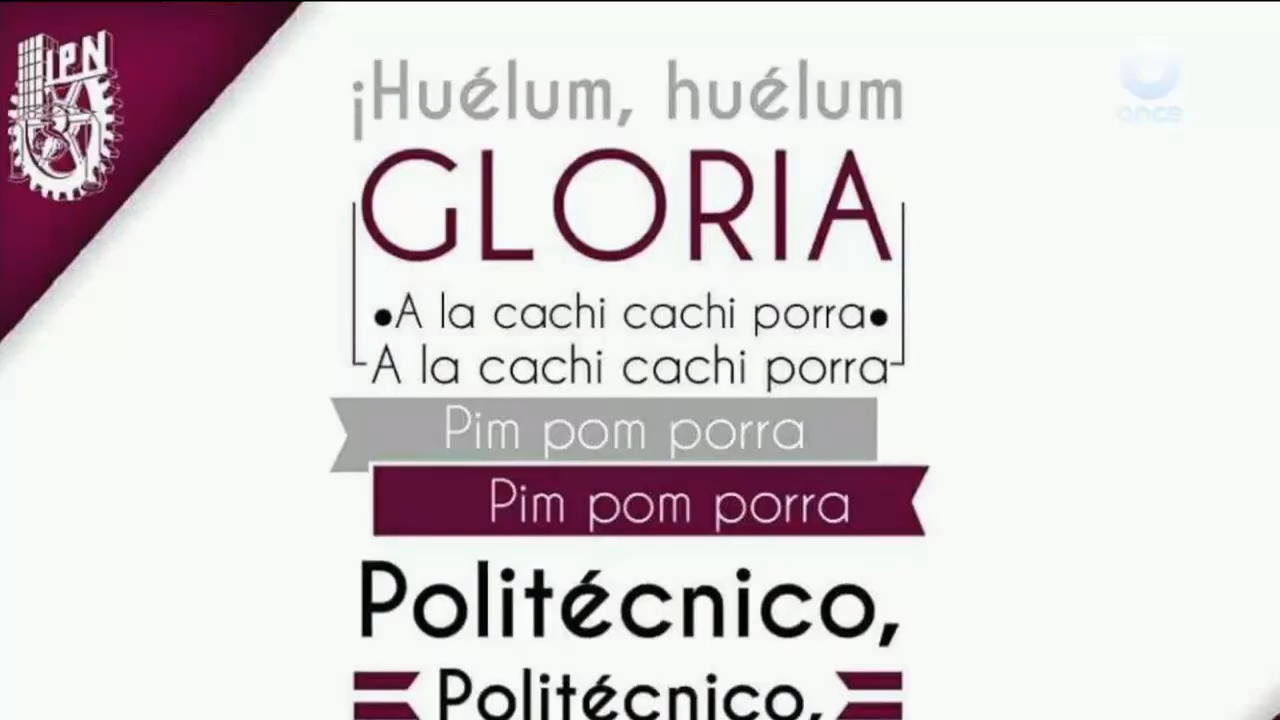 IPN
¡Huélum, huélum
once
GLORIA
•A la cachi cachi porra•
A la cachi cachi porra
Pim pom porra
Pim pom porra
Politécnico,
Politécnico,